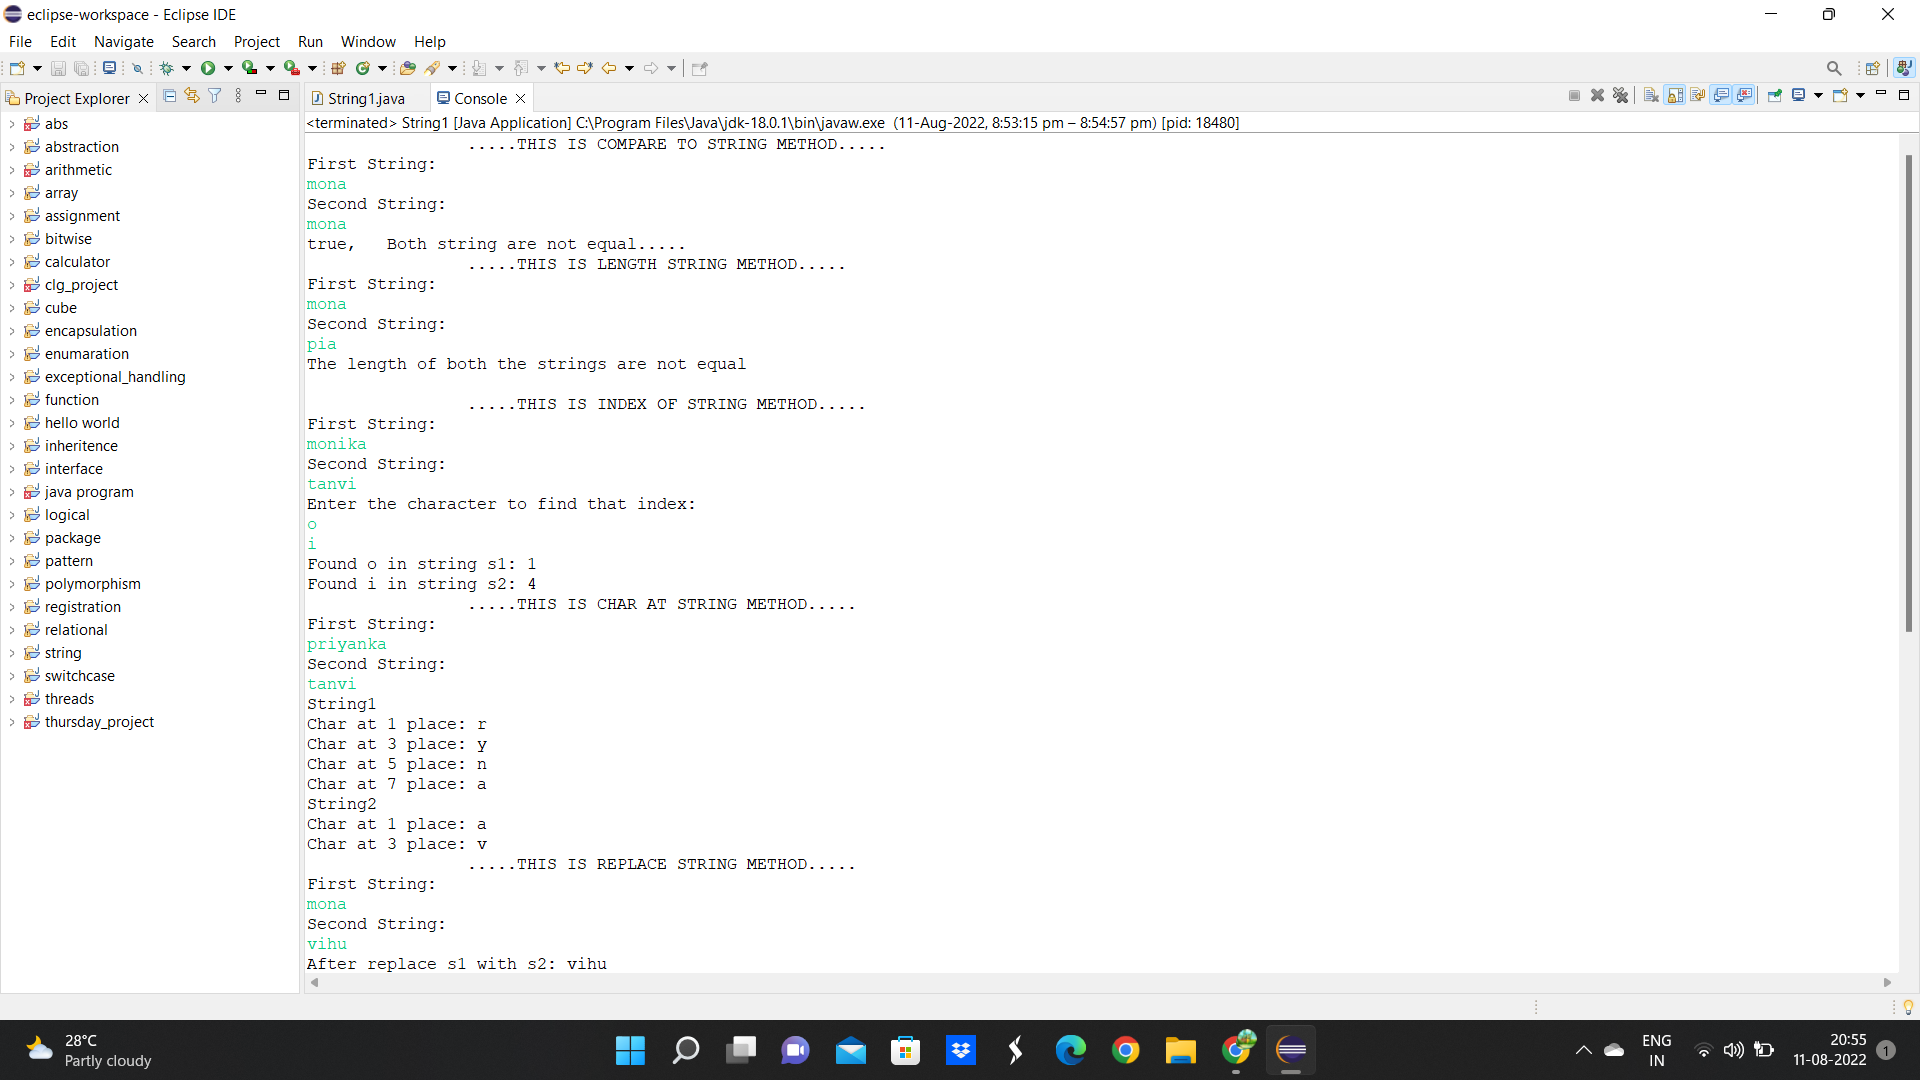 eclipse-workspace - Eclipse IDE
File Edit Navigate Search Project Run Window Help
Project Explorer
String1.java
Console
<terminated> String1 [Java Application] C:\Program Files\Java\jdk-18.0.1\bin\javaw.exe (11-Aug-2022, 8:53:15 pm – 8:54:57 pm) [pid: 18480]
abs
abstraction
arithmetic
array
assignment
bitwise
calculator
clg_project
cube
encapsulation
enumaration
exceptional_handling
function
hello world
inheritence
interface
java program
logical
package
pattern
polymorphism
registration
relational
string
switchcase
threads
thursday_project
.....THIS IS COMPARE TO STRING METHOD.....
First String:
mona
Second String:
mona
true,   Both string are not equal.....
.....THIS IS LENGTH STRING METHOD.....
First String:
mona
Second String:
pia
The length of both the strings are not equal
.....THIS IS INDEX OF STRING METHOD.....
First String:
monika
Second String:
tanvi
Enter the character to find that index:
o
i
Found o in string s1: 1
Found i in string s2: 4
.....THIS IS CHAR AT STRING METHOD.....
First String:
priyanka
Second String:
tanvi
String1
Char at 1 place: r
Char at 3 place: y
Char at 5 place: n
Char at 7 place: a
String2
Char at 1 place: a
Char at 3 place: v
.....THIS IS REPLACE STRING METHOD.....
First String:
mona
Second String:
vihu
After replace s1 with s2: vihu
28°C
Partly cloudy
ENG
IN
20:55
11-08-2022
1